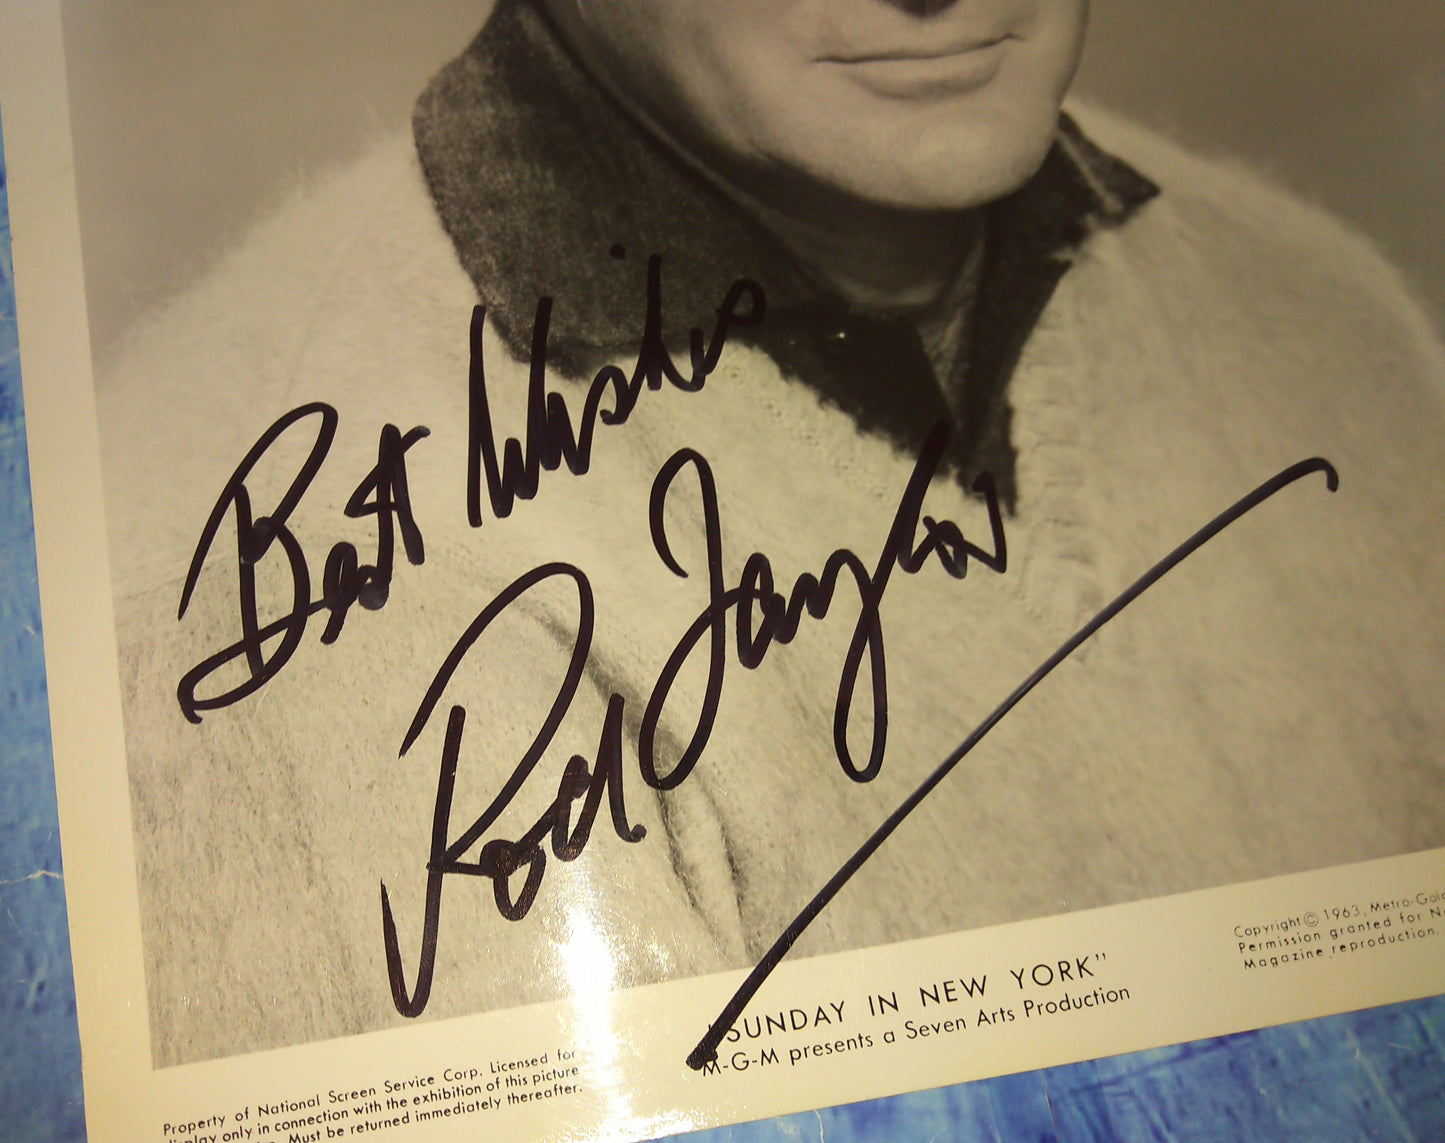 Best Wishes
Rod Taylor
"SUNDAY IN NEW YORK"
M-G-M presents a Seven Arts Production
Copyright © 1963, Metro-Gol
Permission granted for N
Magazine reproduction.
Property of National Screen Service Corp. Licensed for
display only in connection with the exhibition of this picture
Must be returned immediately thereafter.